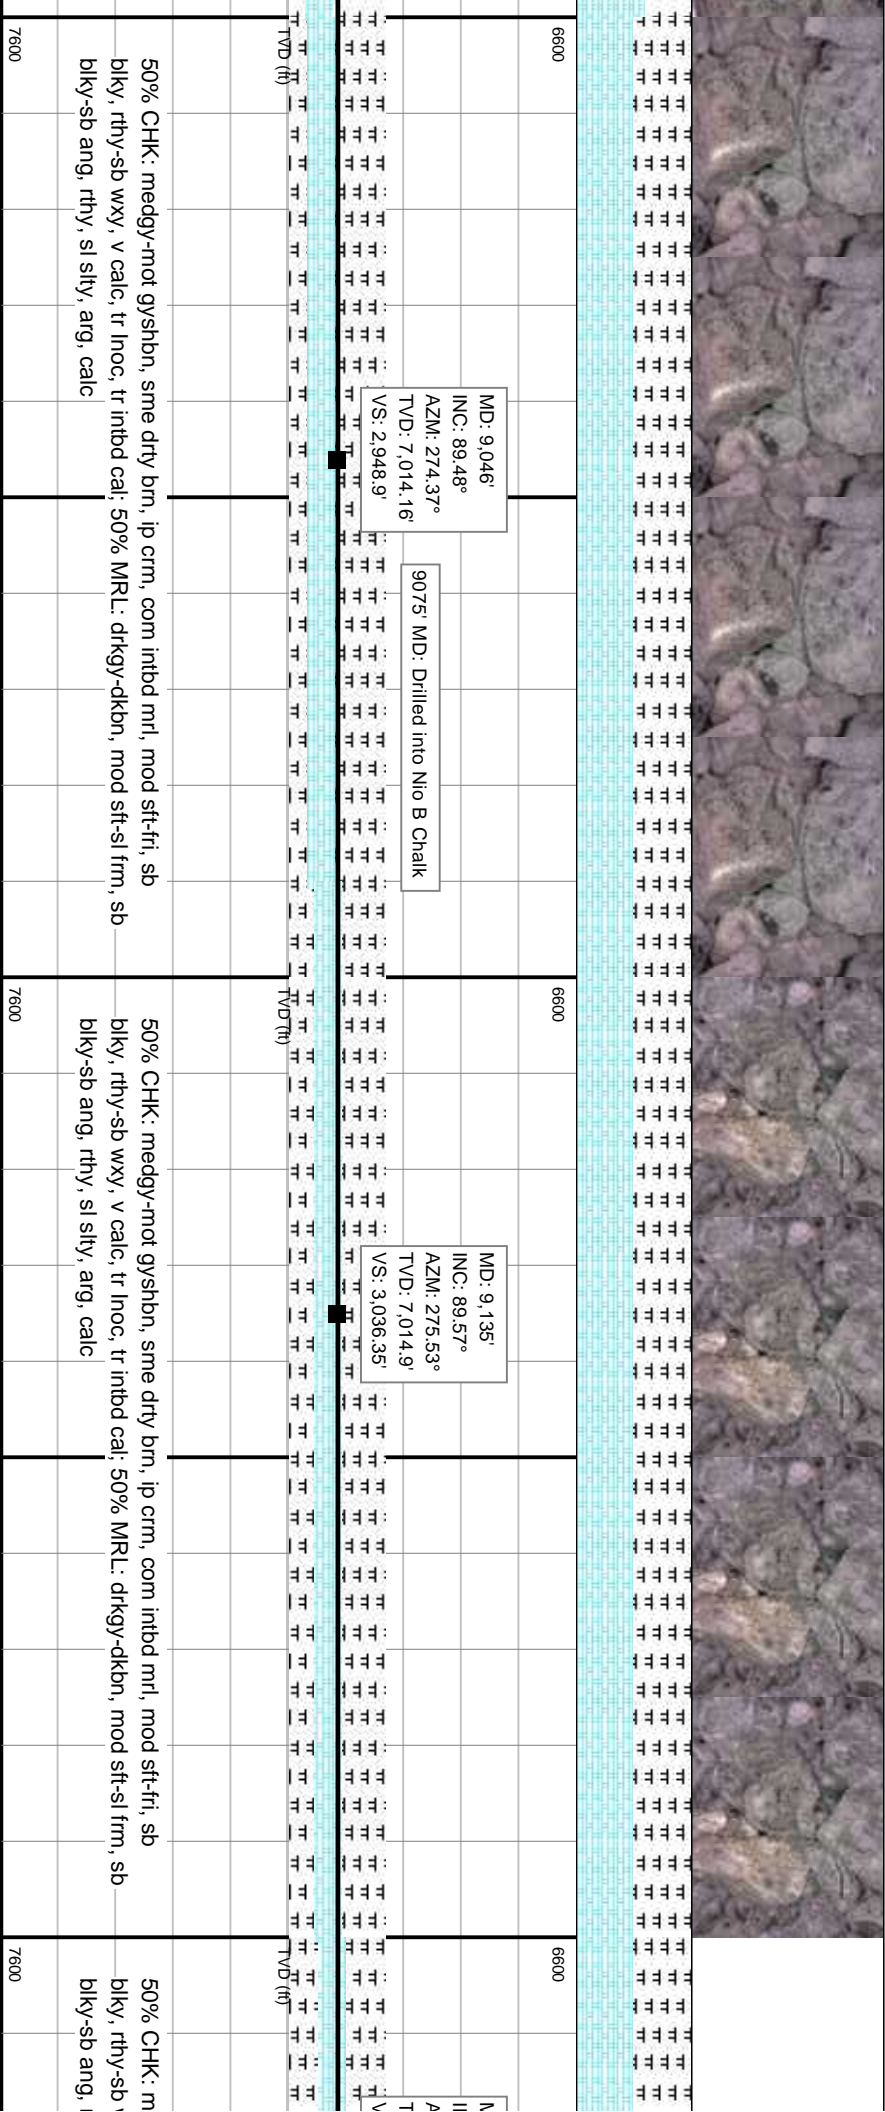 6600
TVD (ft)
7600
MD: 9,046'
INC: 89.48°
AZM: 274.37°
TVD: 7,014.16'
VS: 2,948.9'
9075' MD: Drilled into Nio B Chalk
50% CHK: medgy-mot gyshbn, sme drty brn, ip crm, com intbd mrl, mod sft-fri, sb
blky, rthy-sb wxy, v calc, tr Inoc, tr intbd cal; 50% MRL: drkgy-dkbn, mod sft-sl frm, sb
blky-sb ang, rthy, sl slty, arg, calc
6600
TVD (ft)
7600
MD: 9,135'
INC: 89.57°
AZM: 275.53°
TVD: 7,014.9'
VS: 3,036.35'
50% CHK: medgy-mot gyshbn, sme drty brn, ip crm, com intbd mrl, mod sft-fri, sb
blky, rthy-sb wxy, v calc, tr Inoc, tr intbd cal; 50% MRL: drkgy-dkbn, mod sft-sl frm, sb
blky-sb ang, rthy, sl slty, arg, calc
6600
TVD (ft)
7600
50% CHK: m
blky, rthy-sb
blky-sb ang,